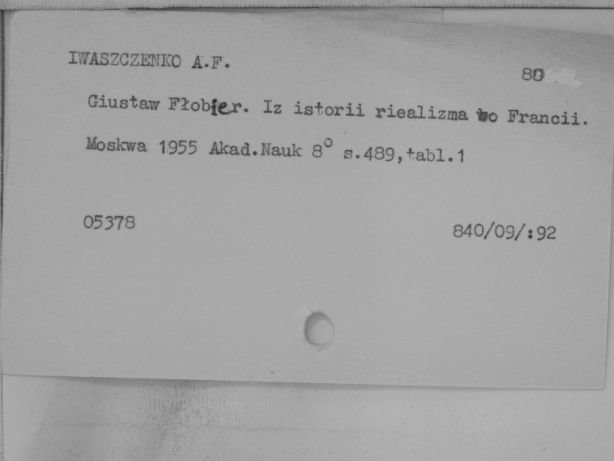 IWASZCZENKO A.F.
80
Giustaw Fłobier. Iz istorii riealizma wo Francii.
Moskwa 1955 Akad.Nauk 8° s.489,tabl.1
05378
840/09/:92